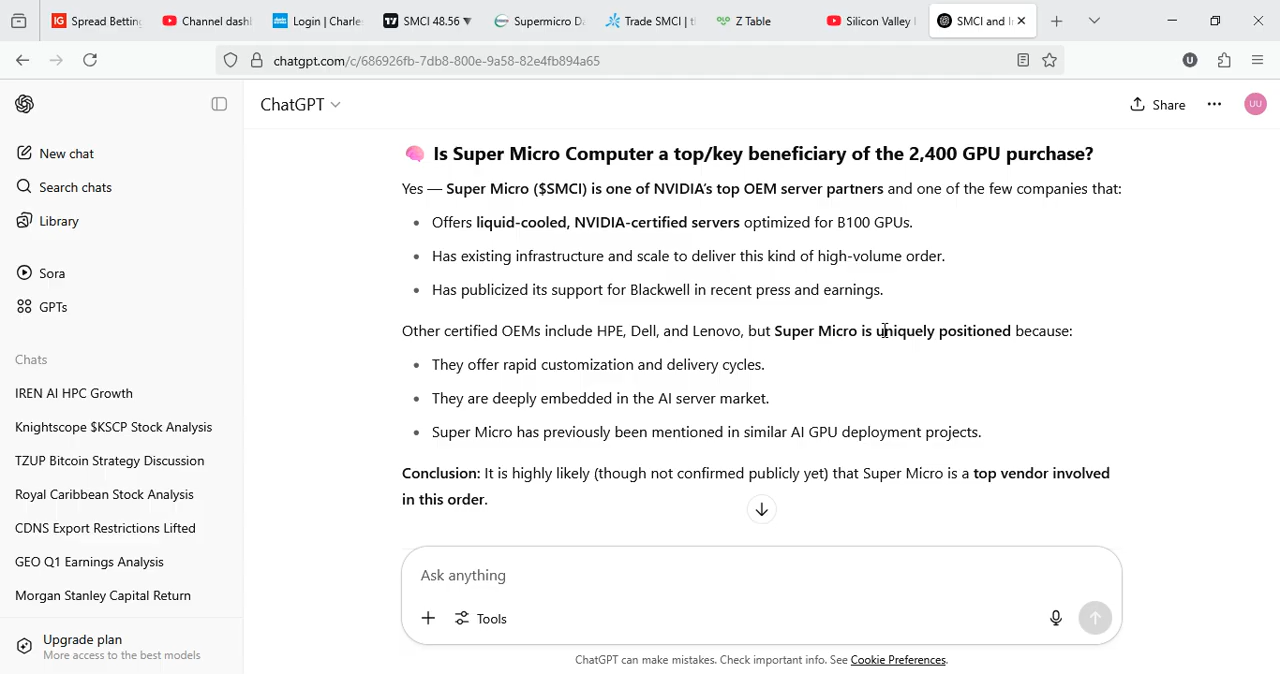 Spread Betting
Channel dashl
Login | Charles
SMCI 48.56 ▼
Supermicro Da
Trade SMCI | ti
Z Table
Silicon Valley
SMCI and I
chatgpt.com/c/686926fb-7db8-800e-9a58-82e4fb894a65
U
ChatGPT
Share
UU
New chat
Search chats
Library
Sora
GPTs
Chats
IREN AI HPC Growth
Knightscope $KSCP Stock Analysis
TZUP Bitcoin Strategy Discussion
Royal Caribbean Stock Analysis
CDNS Export Restrictions Lifted
GEO Q1 Earnings Analysis
Morgan Stanley Capital Return
Upgrade plan
More access to the best models
🧠 Is Super Micro Computer a top/key beneficiary of the 2,400 GPU purchase?
Yes — Super Micro ($SMCI) is one of NVIDIA's top OEM server partners and one of the few companies that:
• Offers liquid-cooled, NVIDIA-certified servers optimized for B100 GPUs.
• Has existing infrastructure and scale to deliver this kind of high-volume order.
• Has publicized its support for Blackwell in recent press and earnings.
Other certified OEMs include HPE, Dell, and Lenovo, but Super Micro is uniquely positioned because:
• They offer rapid customization and delivery cycles.
• They are deeply embedded in the AI server market.
• Super Micro has previously been mentioned in similar AI GPU deployment projects.
Conclusion: It is highly likely (though not confirmed publicly yet) that Super Micro is a top vendor involved
in this order.
Ask anything
Tools
ChatGPT can make mistakes. Check important info. See Cookie Preferences.